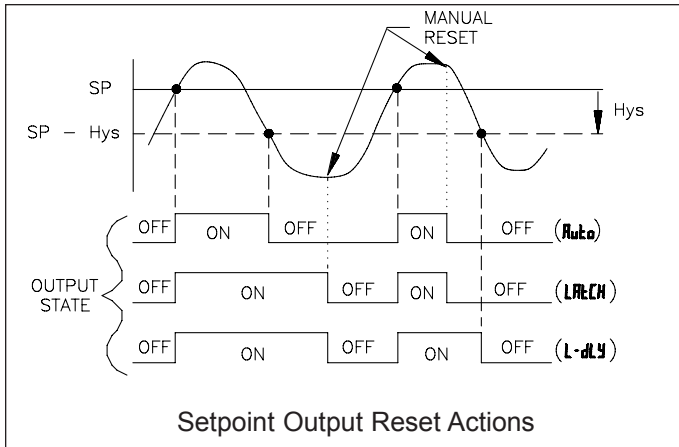 MANUAL
RESET
SP
Hys
SP - Hys
OFF ON OFF ON OFF (Auto)
OUTPUT
STATE
OFF ON OFF ON OFF (LAtCH)
OFF ON OFF ON OFF (L-dLY)
Setpoint Output Reset Actions